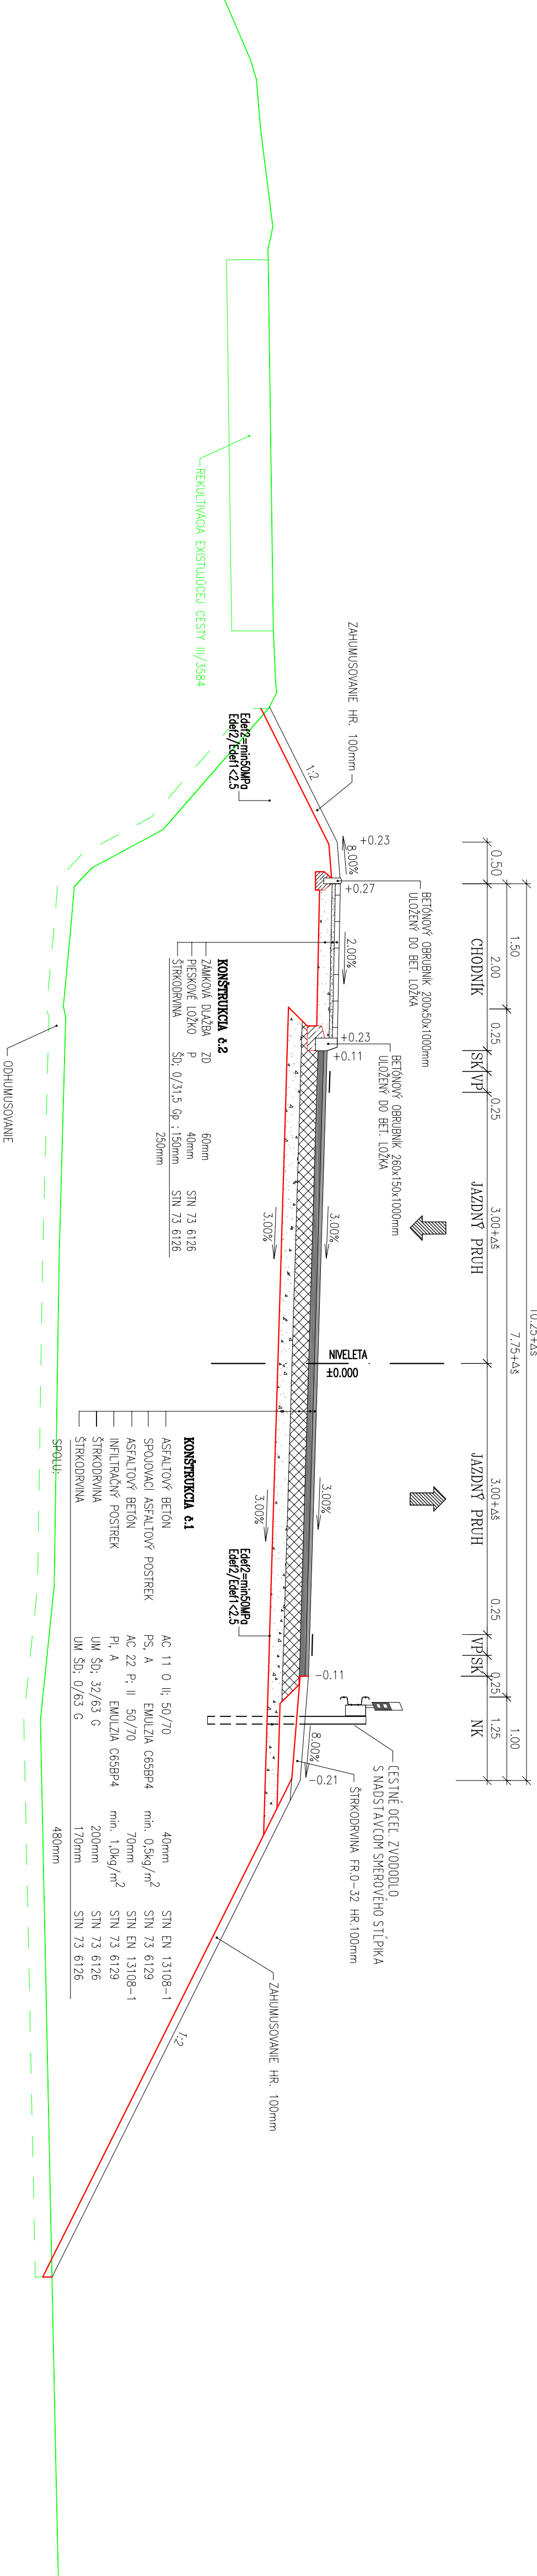 10.25+Δš
1.50
7.75+Δš
1.00
0.50
2.00
0.25
0.25
3.00+Δš
3.00+Δš
0.25
0.25
1.25
CHODNÍK
SK
VP
JAZDNÝ PRUH
JAZDNÝ PRUH
VP
SK
NK
BETÓNOVÝ OBRUBNÍK 200x50x1000mm
ULOŽENÝ DO BET. LOŽKA
BETÓNOVÝ OBRUBNÍK 260x150x1000mm
ULOŽENÝ DO BET. LOŽKA
CESTNÉ OCEĽ. ZVODODLO
S NADSTAVCOM SMEROVÉHO STĹPIKA
ŠTRKODRVINA FR.0-32 HR.100mm
ZAHUMUSOVANIE HR. 100mm
1:2
+0.23
8.00%
+0.27
2.00%
+0.23
+0.11
3.00%
3.00%
NIVELETA
±0.000
3.00%
3.00%
-0.11
8.00%
-0.21
ZAHUMUSOVANIE HR. 100mm
1:2
Edef2=min50MPa
Edef2/Edef1<2.5
Edef2=min50MPa
Edef2/Edef1<2.5
REKULTIVÁCIA EXISTUJÚCEJ CESTY III/3584
KONŠTRUKCIA č.2
ZÁMKOVÁ DLAŽBA ZD 60mm
PIESKOVÉ LOŽKO P 40mm STN 73 6126
ŠTRKODRVINA ŠD; 0/31,5 Gp ; 150mm STN 73 6126
250mm
KONŠTRUKCIA č.1
ASFALTOVÝ BETÓN AC 11 O II; 50/70 40mm STN EN 13108-1
SPOJOVACÍ ASFALTOVÝ POSTREK PS, A EMULZIA C65BP4 min. 0,5kg/m2 STN 73 6129
ASFALTOVÝ BETÓN AC 22 P; II 50/70 70mm STN EN 13108-1
INFILTRAČNÝ POSTREK PI, A EMULZIA C65BP4 min. 1,0kg/m2 STN 73 6129
ŠTRKODRVINA UM ŠD; 32/63 G 200mm STN 73 6126
ŠTRKODRVINA UM ŠD; 0/63 G 170mm STN 73 6126
SPOLU: 480mm
ODHUMUSOVANIE